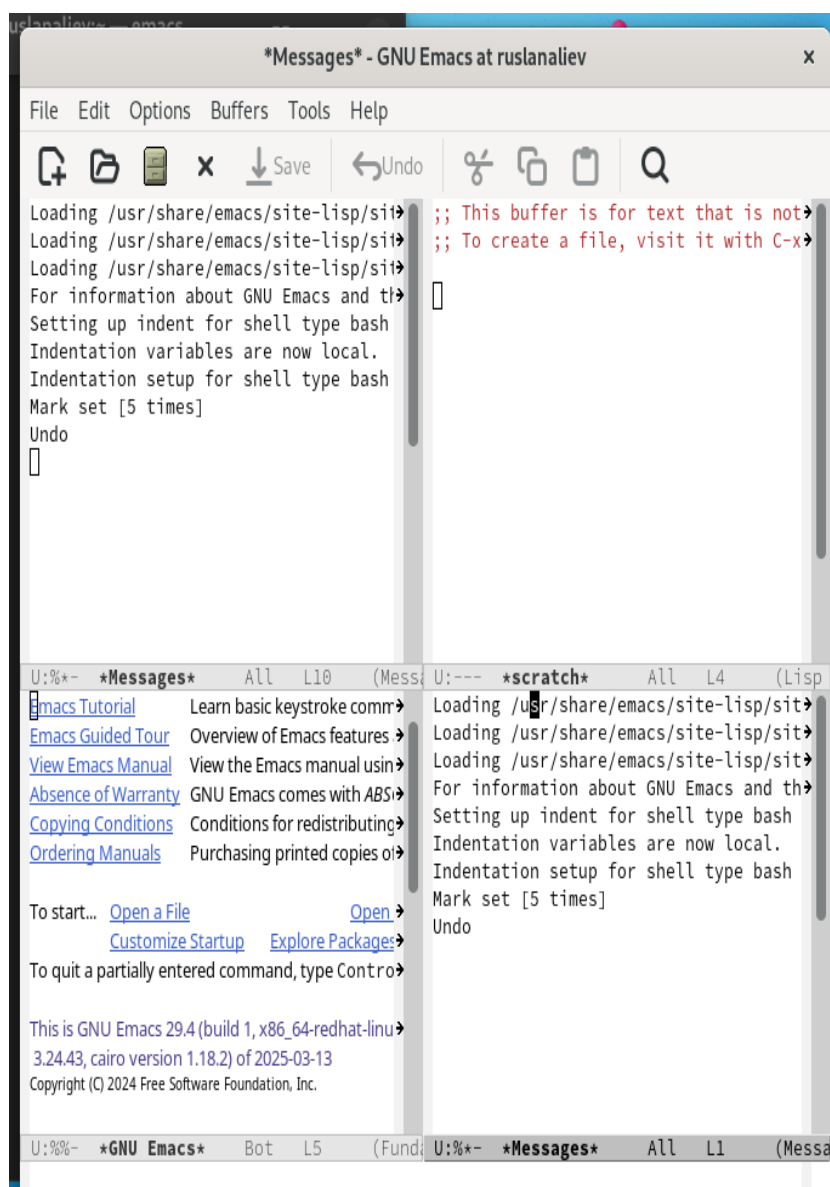 ruslanaliev:~ — emacs
*Messages* - GNU Emacs at ruslanaliev
File Edit Options Buffers Tools Help
Save Undo
Loading /usr/share/emacs/site-lisp/sit
Loading /usr/share/emacs/site-lisp/sit
Loading /usr/share/emacs/site-lisp/sit
For information about GNU Emacs and th
Setting up indent for shell type bash
Indentation variables are now local.
Indentation setup for shell type bash
Mark set [5 times]
Undo
U:%*- *Messages* All L10 (Messa
;; This buffer is for text that is not
;; To create a file, visit it with C-x
U:--- *scratch* All L4 (Lisp
Emacs Tutorial Learn basic keystroke comm
Emacs Guided Tour Overview of Emacs features
View Emacs Manual View the Emacs manual usin
Absence of Warranty GNU Emacs comes with ABS
Copying Conditions Conditions for redistributing
Ordering Manuals Purchasing printed copies of
To start... Open a File Open
Customize Startup Explore Packages
To quit a partially entered command, type Contro
This is GNU Emacs 29.4 (build 1, x86_64-redhat-linu
3.24.43, cairo version 1.18.2) of 2025-03-13
Copyright (C) 2024 Free Software Foundation, Inc.
U:%%- *GNU Emacs* Bot L5 (Funda
Loading /usr/share/emacs/site-lisp/sit
Loading /usr/share/emacs/site-lisp/sit
Loading /usr/share/emacs/site-lisp/sit
For information about GNU Emacs and th
Setting up indent for shell type bash
Indentation variables are now local.
Indentation setup for shell type bash
Mark set [5 times]
Undo
U:%*- *Messages* All L1 (Messa